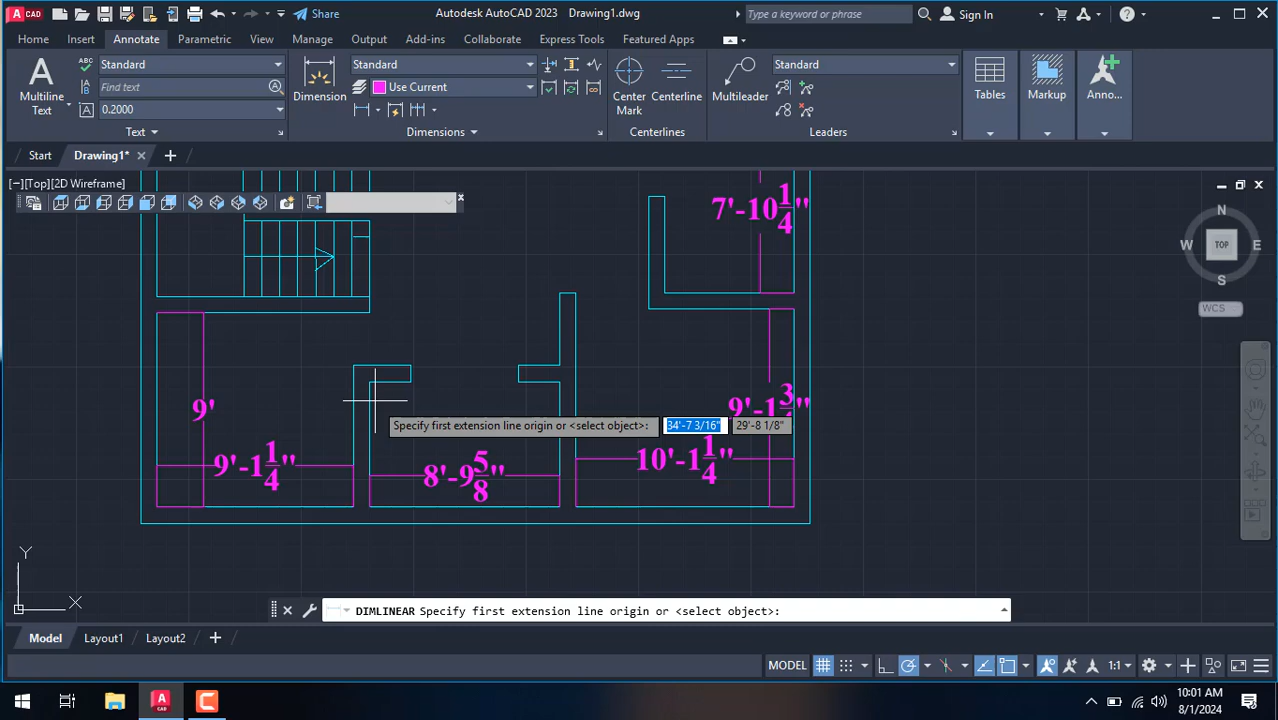 CAD
Share
Autodesk AutoCAD 2023 Drawing1.dwg
Type a keyword or phrase
Sign In
Home Insert Annotate Parametric View Manage Output Add-ins Collaborate Express Tools Featured Apps
Multiline Text
Standard
Find text
0.2000
Text
Dimension
Standard
Use Current
Dimensions
Center Mark
Centerline
Centerlines
Multileader
Standard
Leaders
Tables
Markup
Anno...
Start
Drawing1*
[−][Top][2D Wireframe]
N
W TOP E
S
WCS
7'-10 1/4"
9'
9'-1 3/4"
Specify first extension line origin or <select object>: 34'-7 3/16" 29'-8 1/8"
9'-1 1/4"
8'-9 5/8"
10'-1 1/4"
Y
X
DIMLINEAR Specify first extension line origin or <select object>:
Model Layout1 Layout2
MODEL
1:1
A
CAD
10:01 AM
8/1/2024